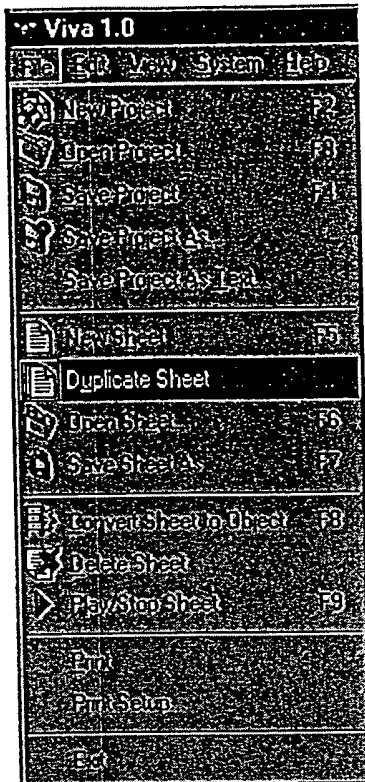 Viva 1.0
File Edit View System Help
New Project F2
Open Project... F3
Save Project F4
Save Project As...
Save Project As Text...
New Sheet F5
Duplicate Sheet
Open Sheet... F6
Save Sheet As F7
Convert Sheet to Object F8
Delete Sheet
Play/Stop Sheet F9
Print
Print Setup...
Exit